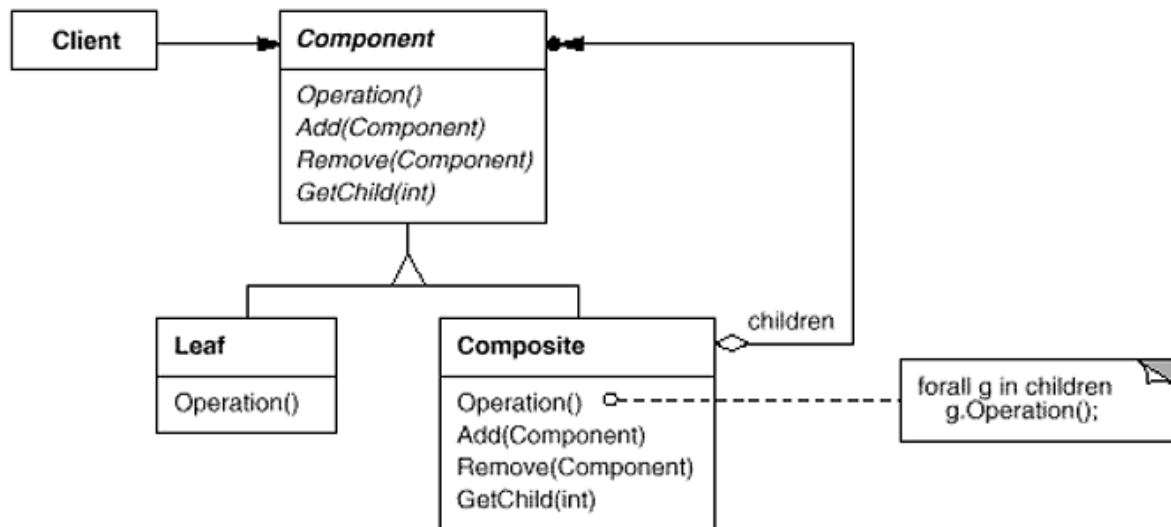 Client
Component
Operation()
Add(Component)
Remove(Component)
GetChild(int)
Leaf
Operation()
Composite
Operation()
Add(Component)
Remove(Component)
GetChild(int)
children
forall g in children
g.Operation();